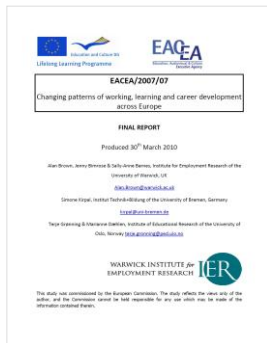 Education and Culture DG
Lifelong Learning Programme
EACEA
Education, Audiovisual & Culture
Executive Agency
EACEA/2007/07
Changing patterns of working, learning and career development
across Europe
FINAL REPORT
Produced 30th March 2010
Alan Brown, Jenny Bimrose & Sally-Anne Barnes, Institute for Employment Research of the
University of Warwick, UK
Alan.Brown@warwick.ac.uk
Simone Kirpal, Institut Technik+Bildung of the University of Bremen, Germany
kirpal@uni-bremen.de
Terje Grønning & Marianne Dæhlen, Institute of Educational Research of the University of
Oslo, Norway terje.gronning@ped.uio.no
WARWICK INSTITUTE for
EMPLOYMENT RESEARCH
IER
This study was commissioned by the European Commission. The study reflects the views only of the
author, and the Commission cannot be held responsible for any use which may be made of the
information contained therein.